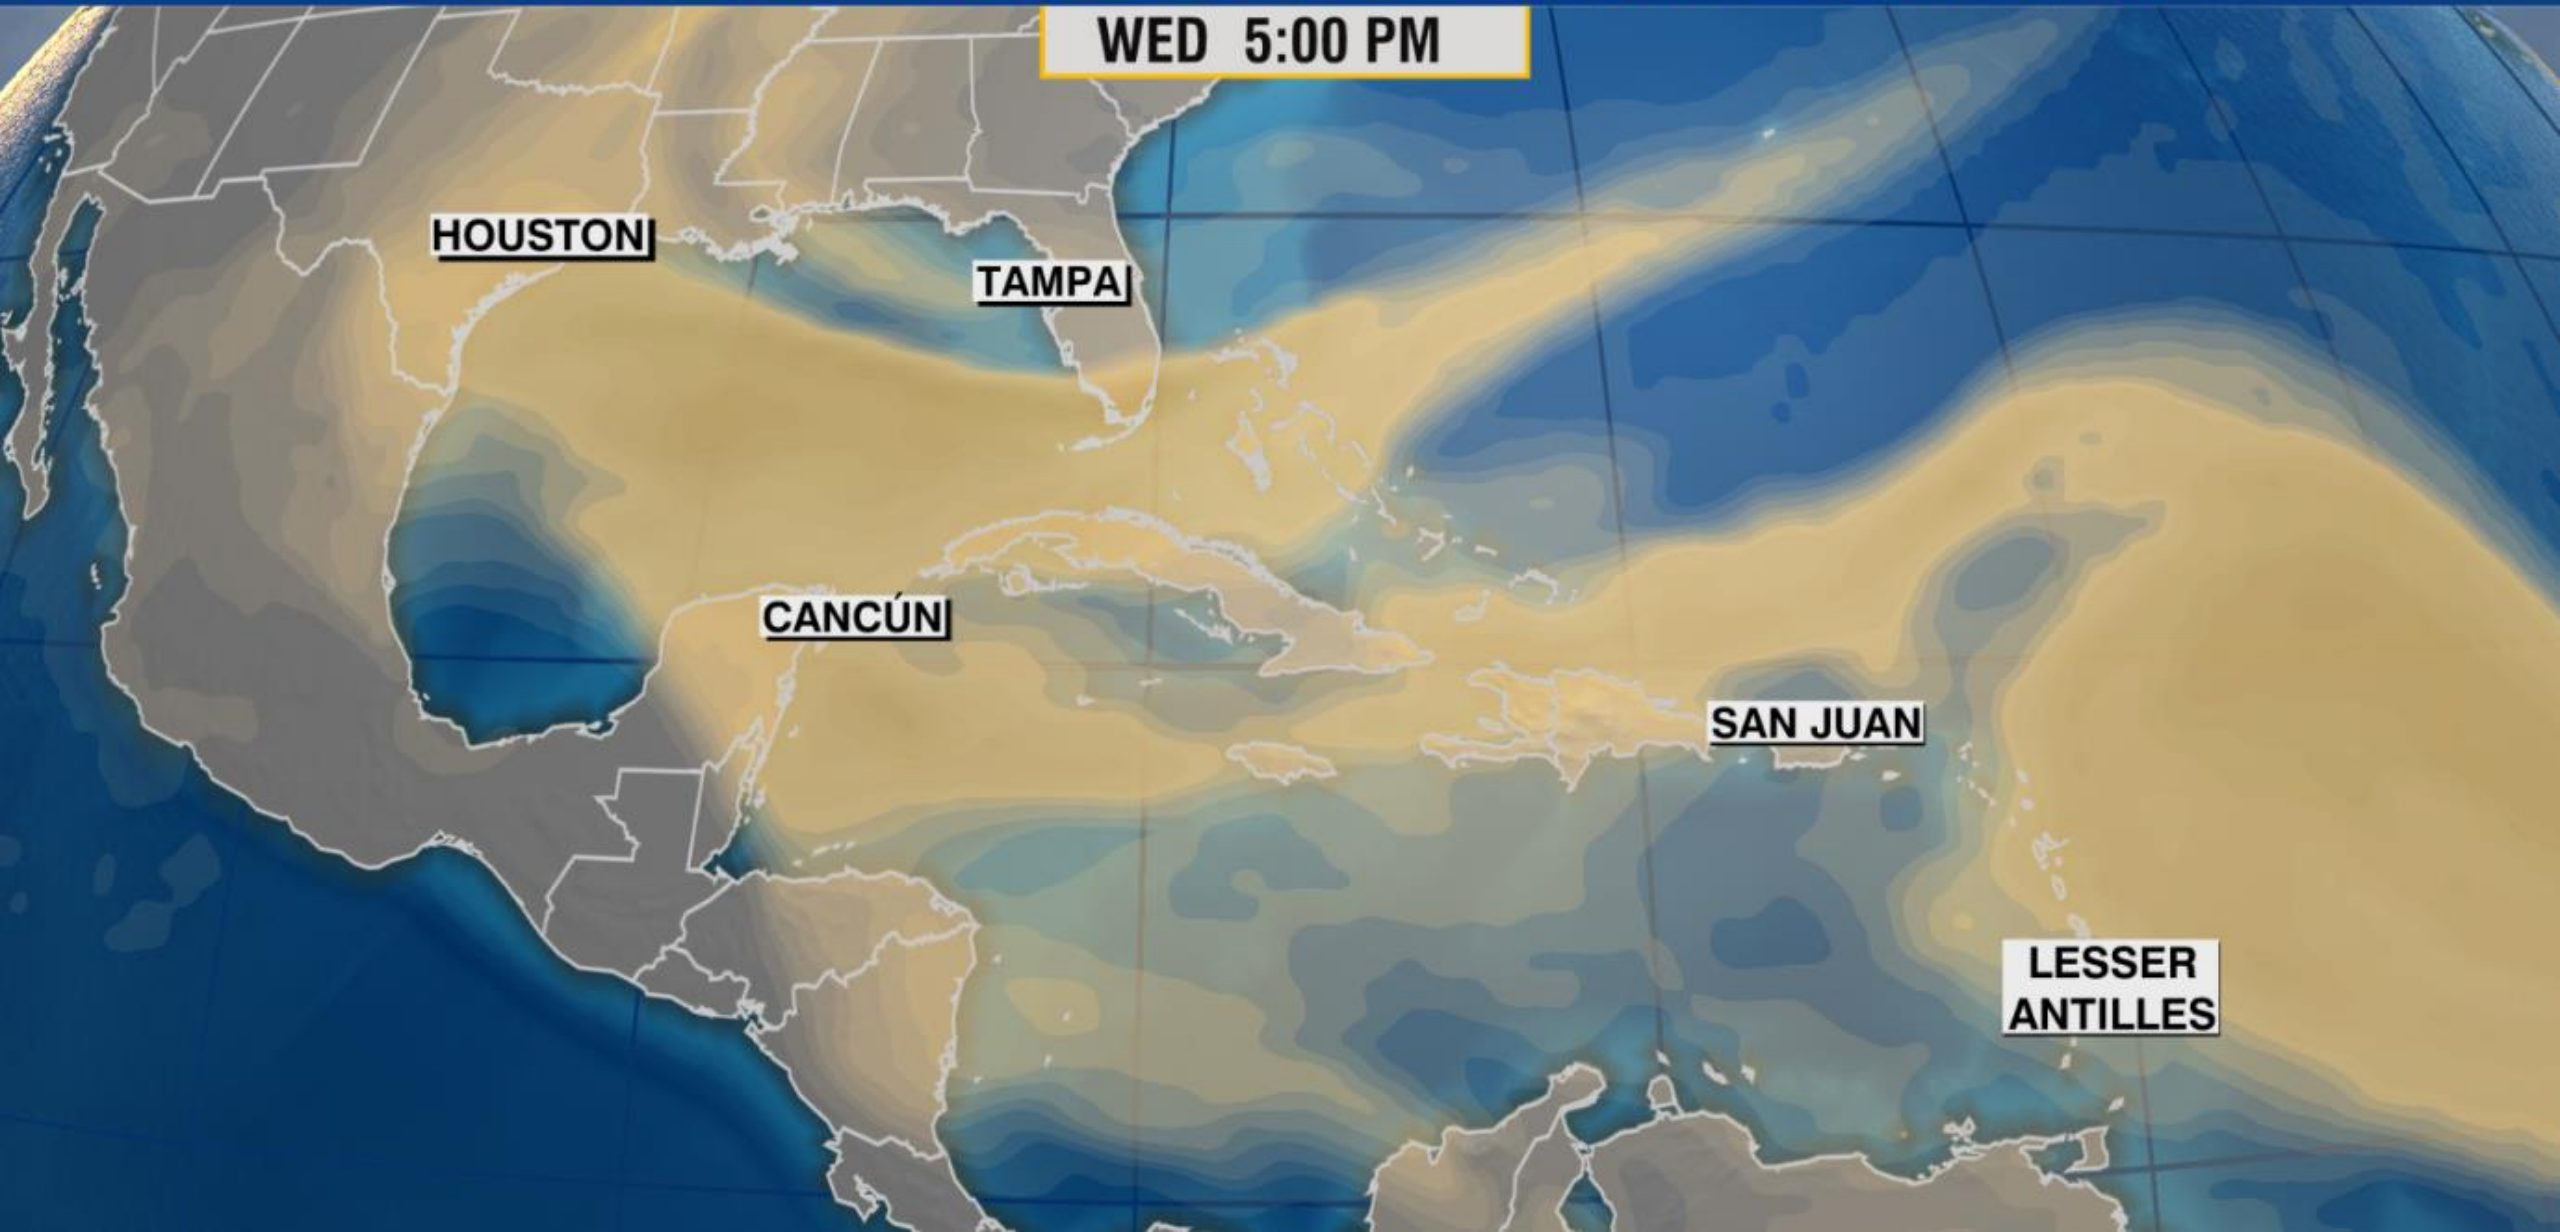 WED 5:00 PM
HOUSTON
TAMPA
CANCÚN
SAN JUAN
LESSER
ANTILLES